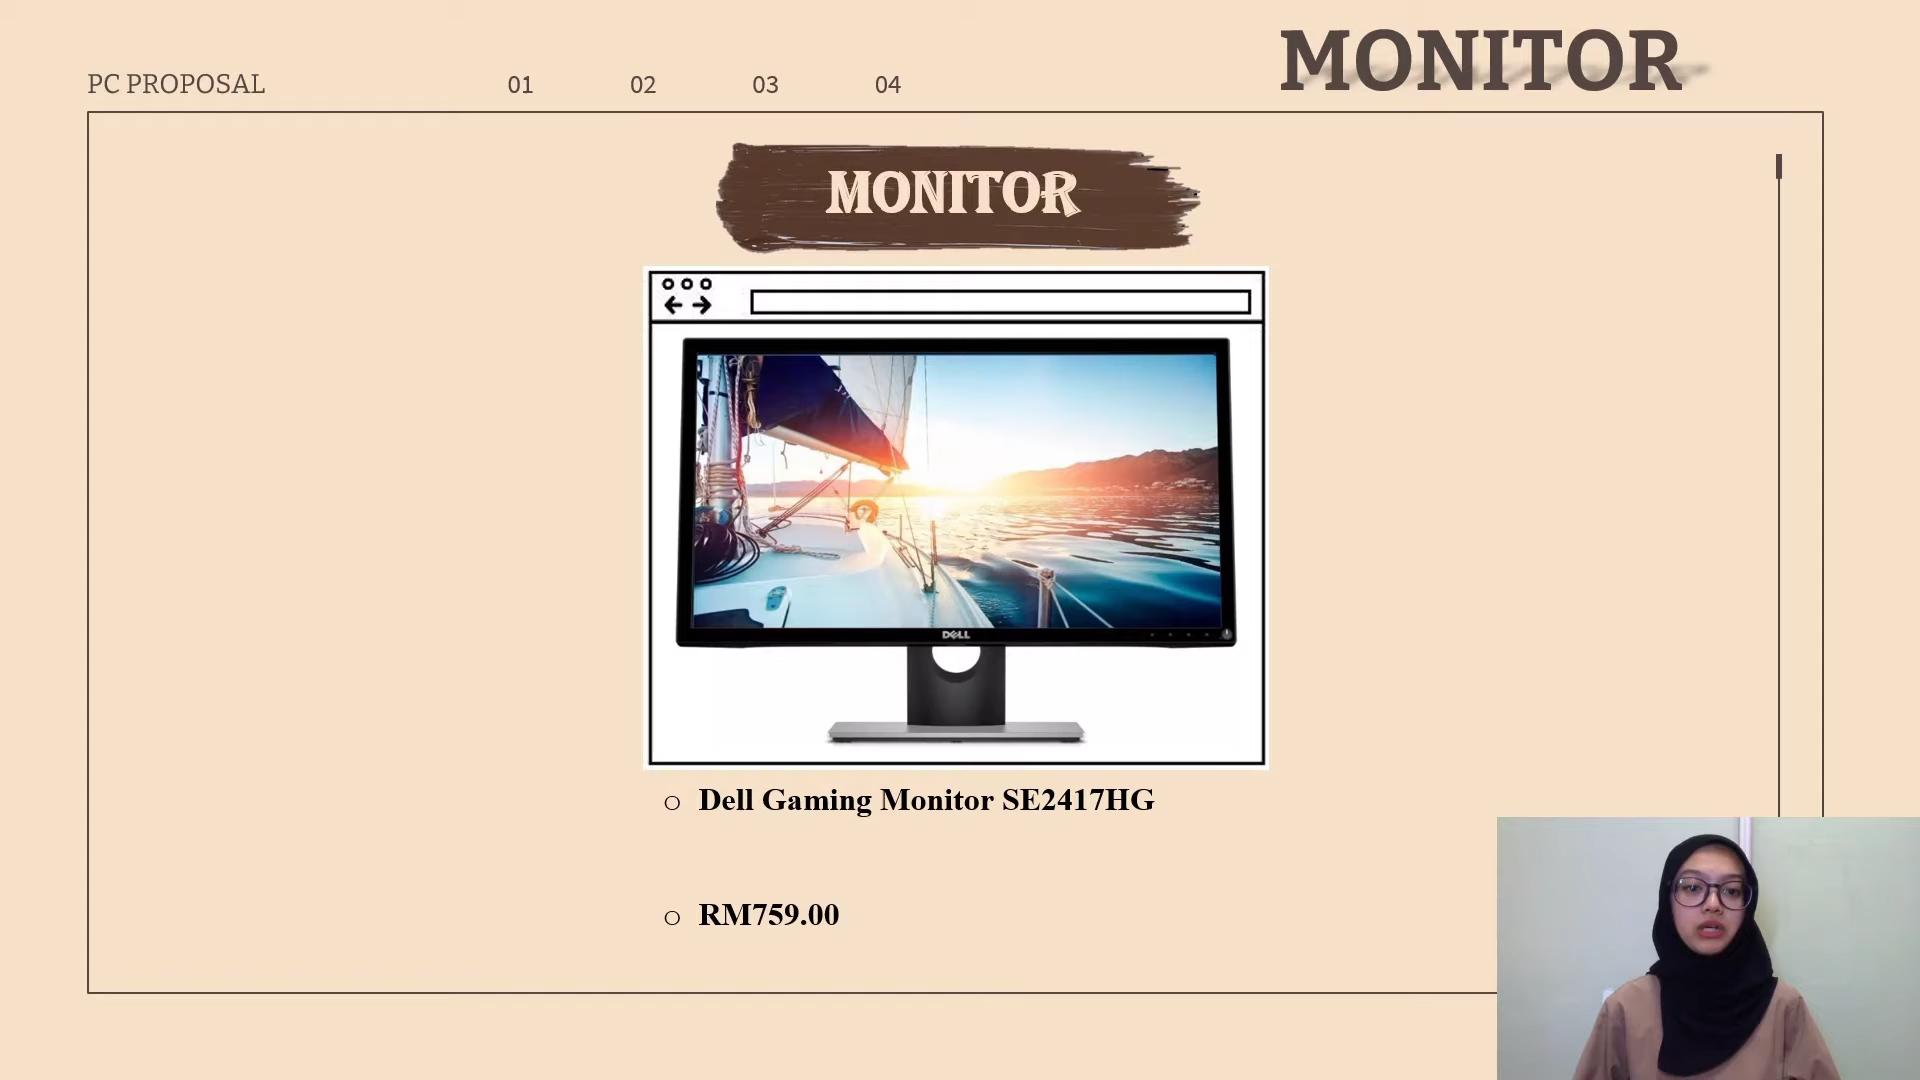 PC PROPOSAL
01
02
03
04
MONITOR
MONITOR
DELL
Dell Gaming Monitor SE2417HG
RM759.00